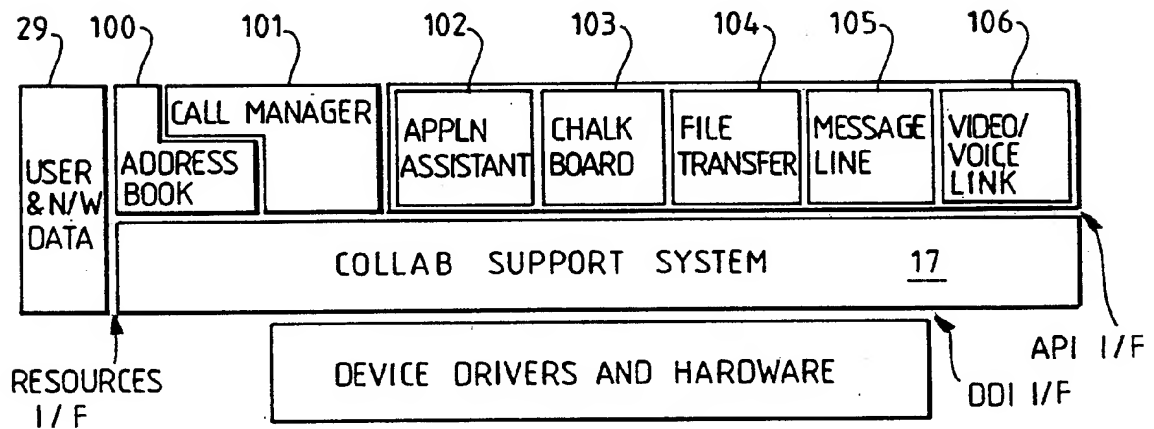 29 100 101 102 103 104 105 106
USER
& N/W
DATA
CALL MANAGER
ADDRESS
BOOK
APPLN
ASSISTANT
CHALK
BOARD
FILE
TRANSFER
MESSAGE
LINE
VIDEO/
VOICE
LINK
COLLAB SUPPORT SYSTEM 17
RESOURCES
I/F
DEVICE DRIVERS AND HARDWARE
DDI I/F
API I/F